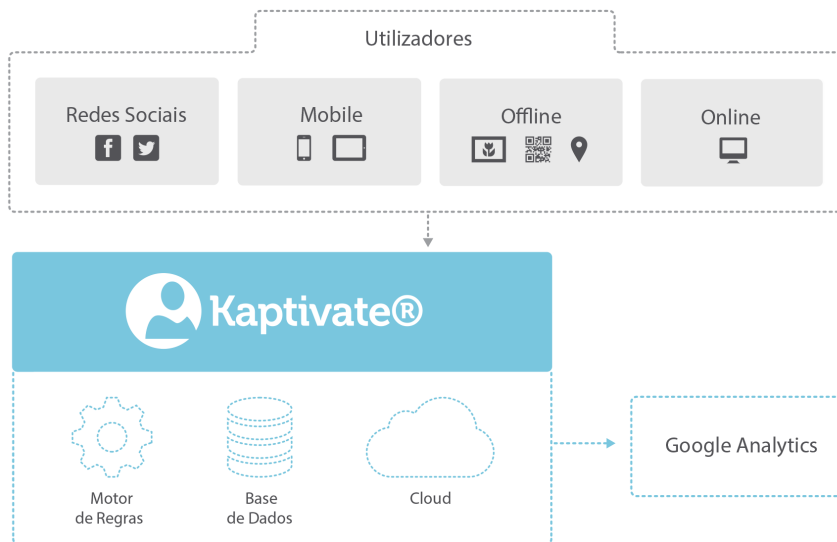 Utilizadores
Redes Sociais
Mobile
Offline
Online
Kaptivate®
Motor
de Regras
Base
de Dados
Cloud
Google Analytics